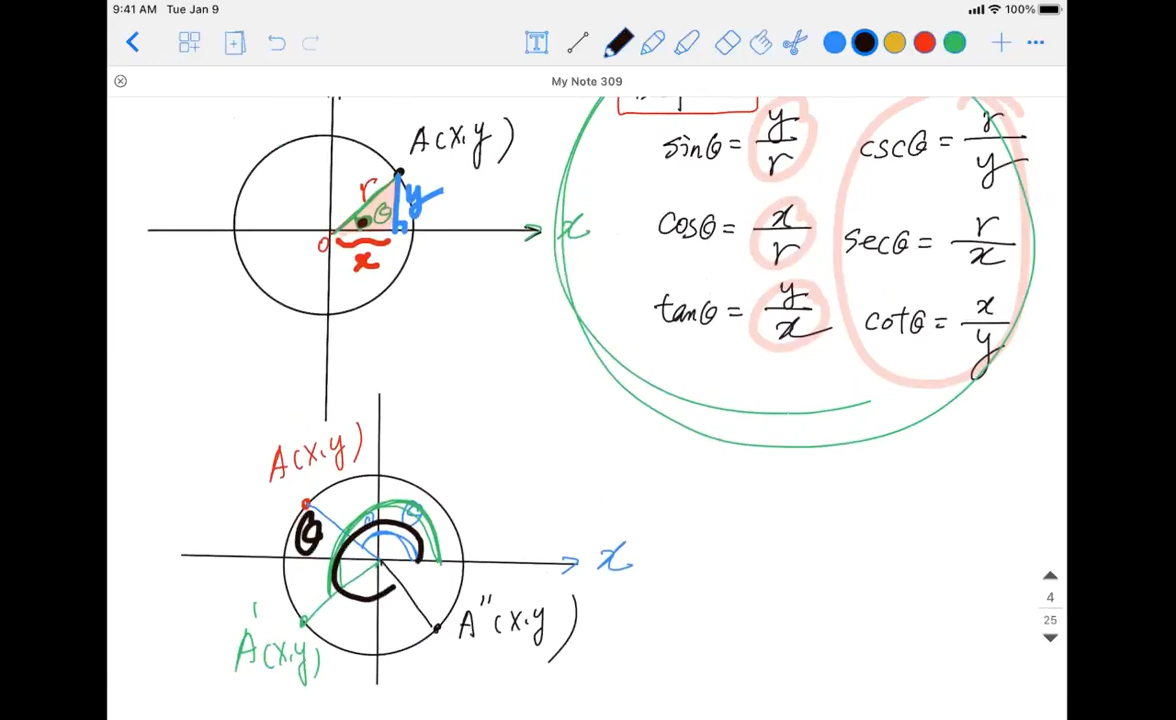 9:41 AM Tue Jan 9
100%
My Note 309
A(x,y)
r
θ
y
x
O
x
sinθ = y/r
cscθ = r/y
cosθ = x/r
secθ = r/x
tanθ = y/x
cotθ = x/y
A(x,y)
θ
θ
x
A'(x,y)
A''(x,y)
4
25